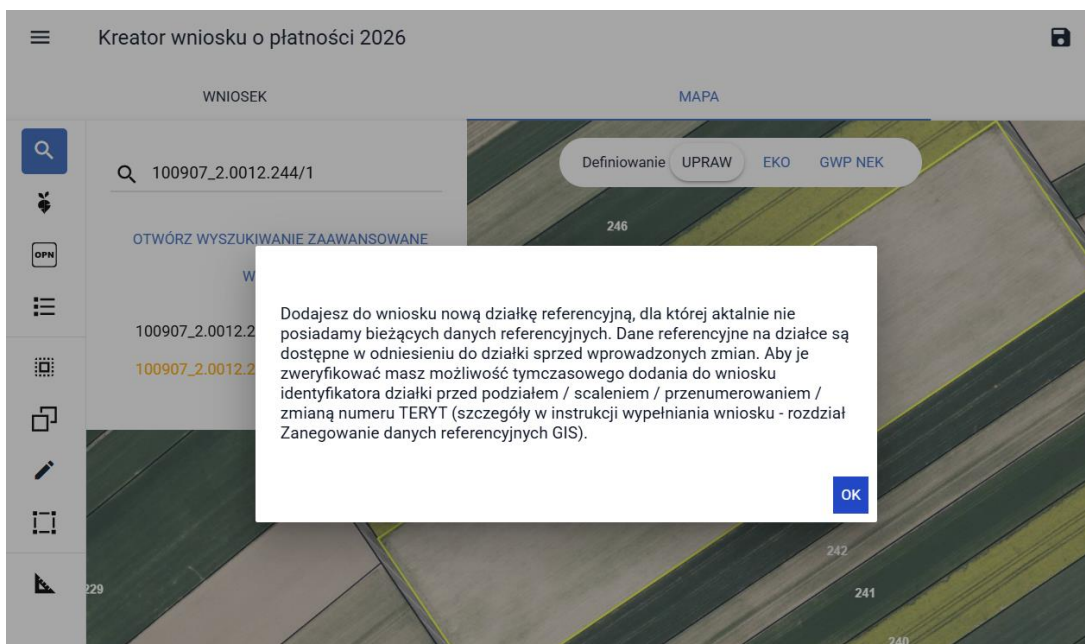 Kreator wniosku o płatności 2026
WNIOSEK
MAPA
100907_2.0012.244/1
Definiowanie UPRAW EKO GWP NEK
OPN
OTWÓRZ WYSZUKIWANIE ZAAWANSOWANE
W
246
Dodajesz do wniosku nową działkę referencyjną, dla której aktalnie nie
posiadamy bieżących danych referencyjnych. Dane referencyjne na działce są
dostępne w odniesieniu do działki sprzed wprowadzonych zmian. Aby je
zweryfikować masz możliwość tymczasowego dodania do wniosku
identyfikatora działki przed podziałem / scaleniem / przenumerowaniem /
zmianą numeru TERYT (szczegóły w instrukcji wypełniania wniosku - rozdział
Zanegowanie danych referencyjnych GIS).
OK
100907_2.0012.2
100907_2.0012.2
242
229
241
240